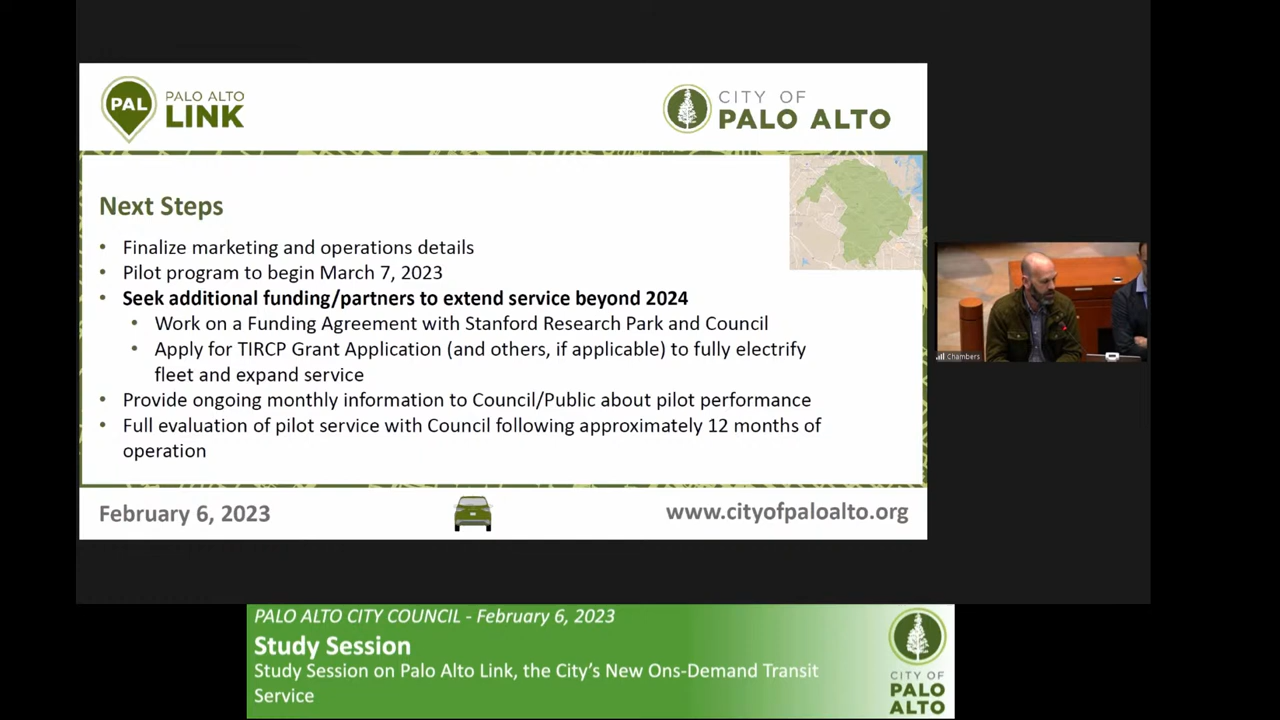 PAL
PALO ALTO
LINK
CITY OF
PALO ALTO
Next Steps
• Finalize marketing and operations details
• Pilot program to begin March 7, 2023
• Seek additional funding/partners to extend service beyond 2024
• Work on a Funding Agreement with Stanford Research Park and Council
• Apply for TIRCP Grant Application (and others, if applicable) to fully electrify
fleet and expand service
• Provide ongoing monthly information to Council/Public about pilot performance
• Full evaluation of pilot service with Council following approximately 12 months of
operation
February 6, 2023
www.cityofpaloalto.org
Chambers
PALO ALTO CITY COUNCIL - February 6, 2023
Study Session
Study Session on Palo Alto Link, the City's New Ons-Demand Transit
Service
CITY OF
PALO
ALTO